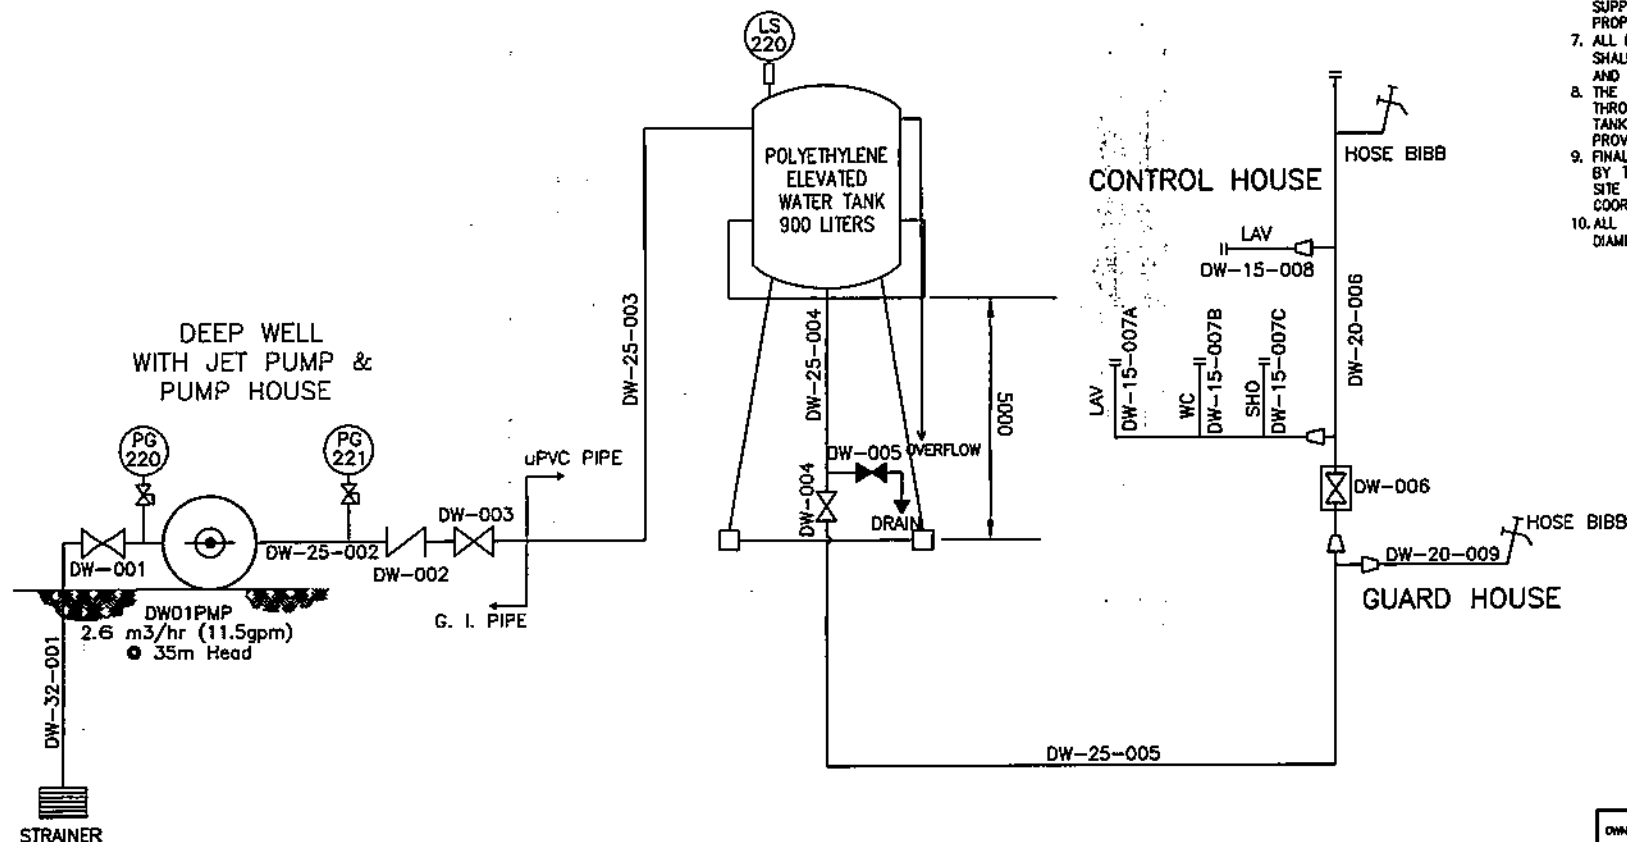 LS
220
POLYETHYLENE
ELEVATED
WATER TANK
900 LITERS
DEEP WELL
WITH JET PUMP &
PUMP HOUSE
PG
220
PG
221
uPVC PIPE
G. I. PIPE
DW-001
DW-25-002
DW-002
DW-003
DW01PMP
2.6 m3/hr (11.5gpm)
35m Head
DW-32-001
STRAINER
DW-25-003
DW-25-004
DW-004
DW-005
OVERFLOW
DRAIN
5000
DW-25-005
CONTROL HOUSE
HOSE BIBB
LAV
DW-15-008
DW-20-006
LAV
DW-15-007A
WC
DW-15-007B
SHO
DW-15-007C
DW-006
HOSE BIBB
DW-20-009
GUARD HOUSE
7. ALL
SHAL
AND
8. THE
THRO
TANK
PROV
9. FINAL
BY T
SITE
COOR
10. ALL
DIAM